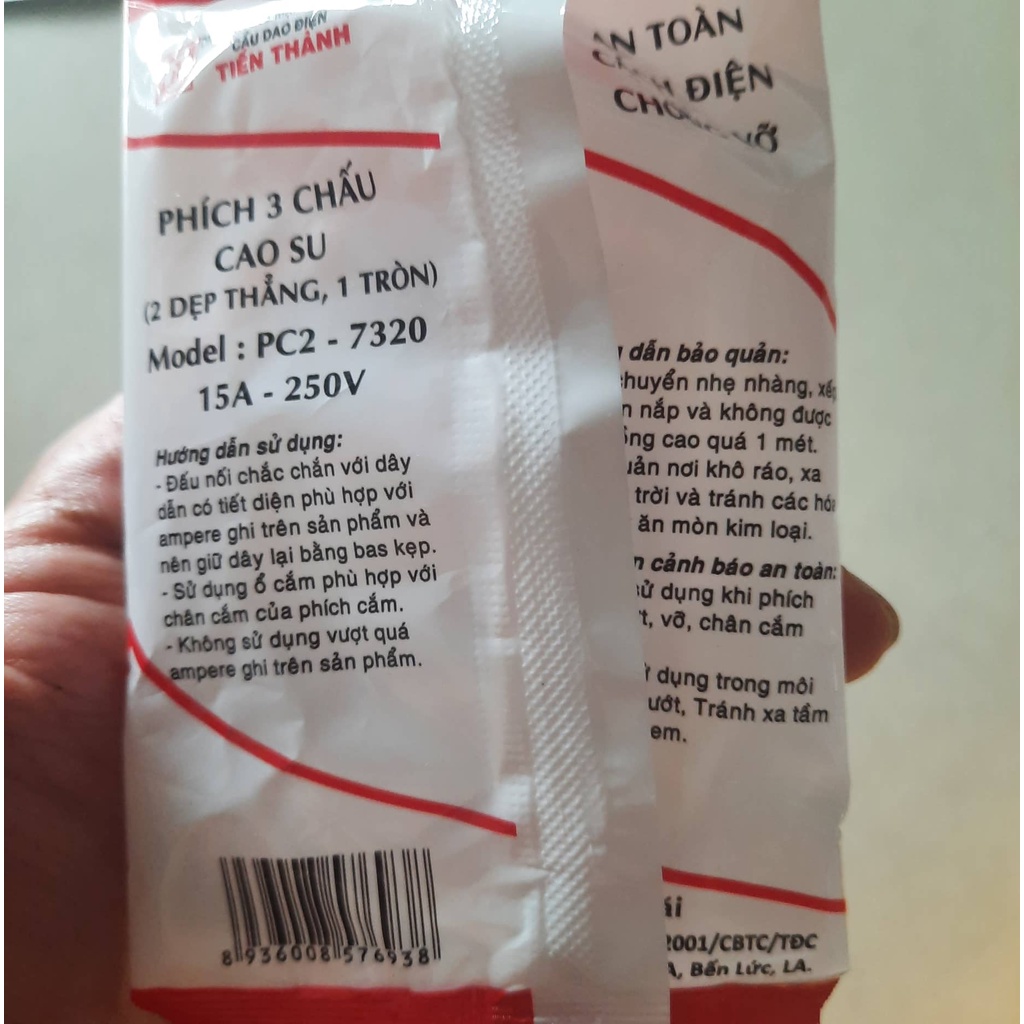 CẦU DAO ĐIỆN
TIẾN THÀNH
PHÍCH 3 CHẤU
CAO SU
(2 DẸP THẲNG, 1 TRÒN)
Model : PC2 - 7320
15A - 250V
Hướng dẫn sử dụng:
- Đấu nối chắc chắn với dây
dẫn có tiết diện phù hợp với
ampere ghi trên sản phẩm và
nên giữ dây lại bằng bas kẹp.
- Sử dụng ổ cắm phù hợp với
chân cắm của phích cắm.
- Không sử dụng vượt quá
ampere ghi trên sản phẩm.
8 936008 576938
AN TOÀN
ĐIỆN
dẫn bảo quản:
nhẹ nhàng,
nắp và không được
cao quá 1 mét.
nơi khô ráo, xa
trời và tránh các
ăn mòn kim loại.
cảnh báo an toàn:
dụng khi phích
vỡ, chân cắm
dụng trong môi
Tránh xa tầm
em.
2001/CBTC/TĐC
Bến Lức, LA.